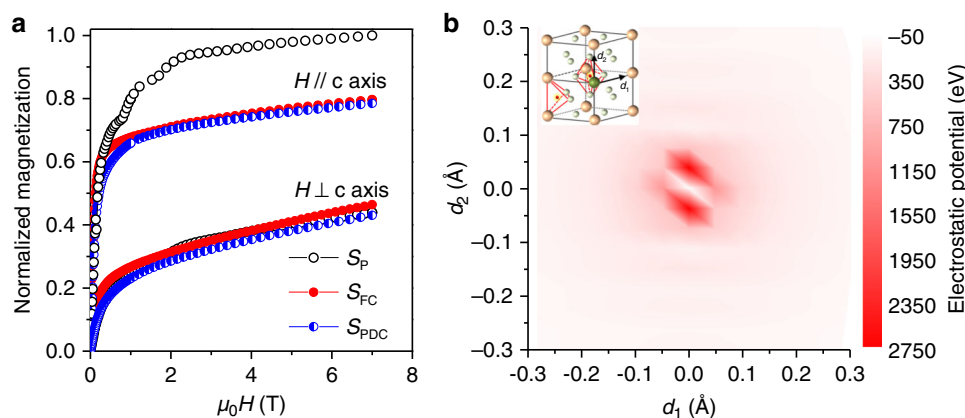 a
Normalized magnetization
1.0
0.8
0.6
0.4
0.2
0.0
H // c axis
H ⊥ c axis
S_P
S_FC
S_PDC
0 2 4 6
μ₀H (T)
b
d₂ (Å)
0.3
0.2
0.1
0.0
-0.1
-0.2
-0.3
d₂
d₁
-0.3 -0.2 -0.1 0.0 0.1 0.2 0.3
d₁ (Å)
–50
350
750
1150
1550
1950
2350
2750
Electrostatic potential (eV)